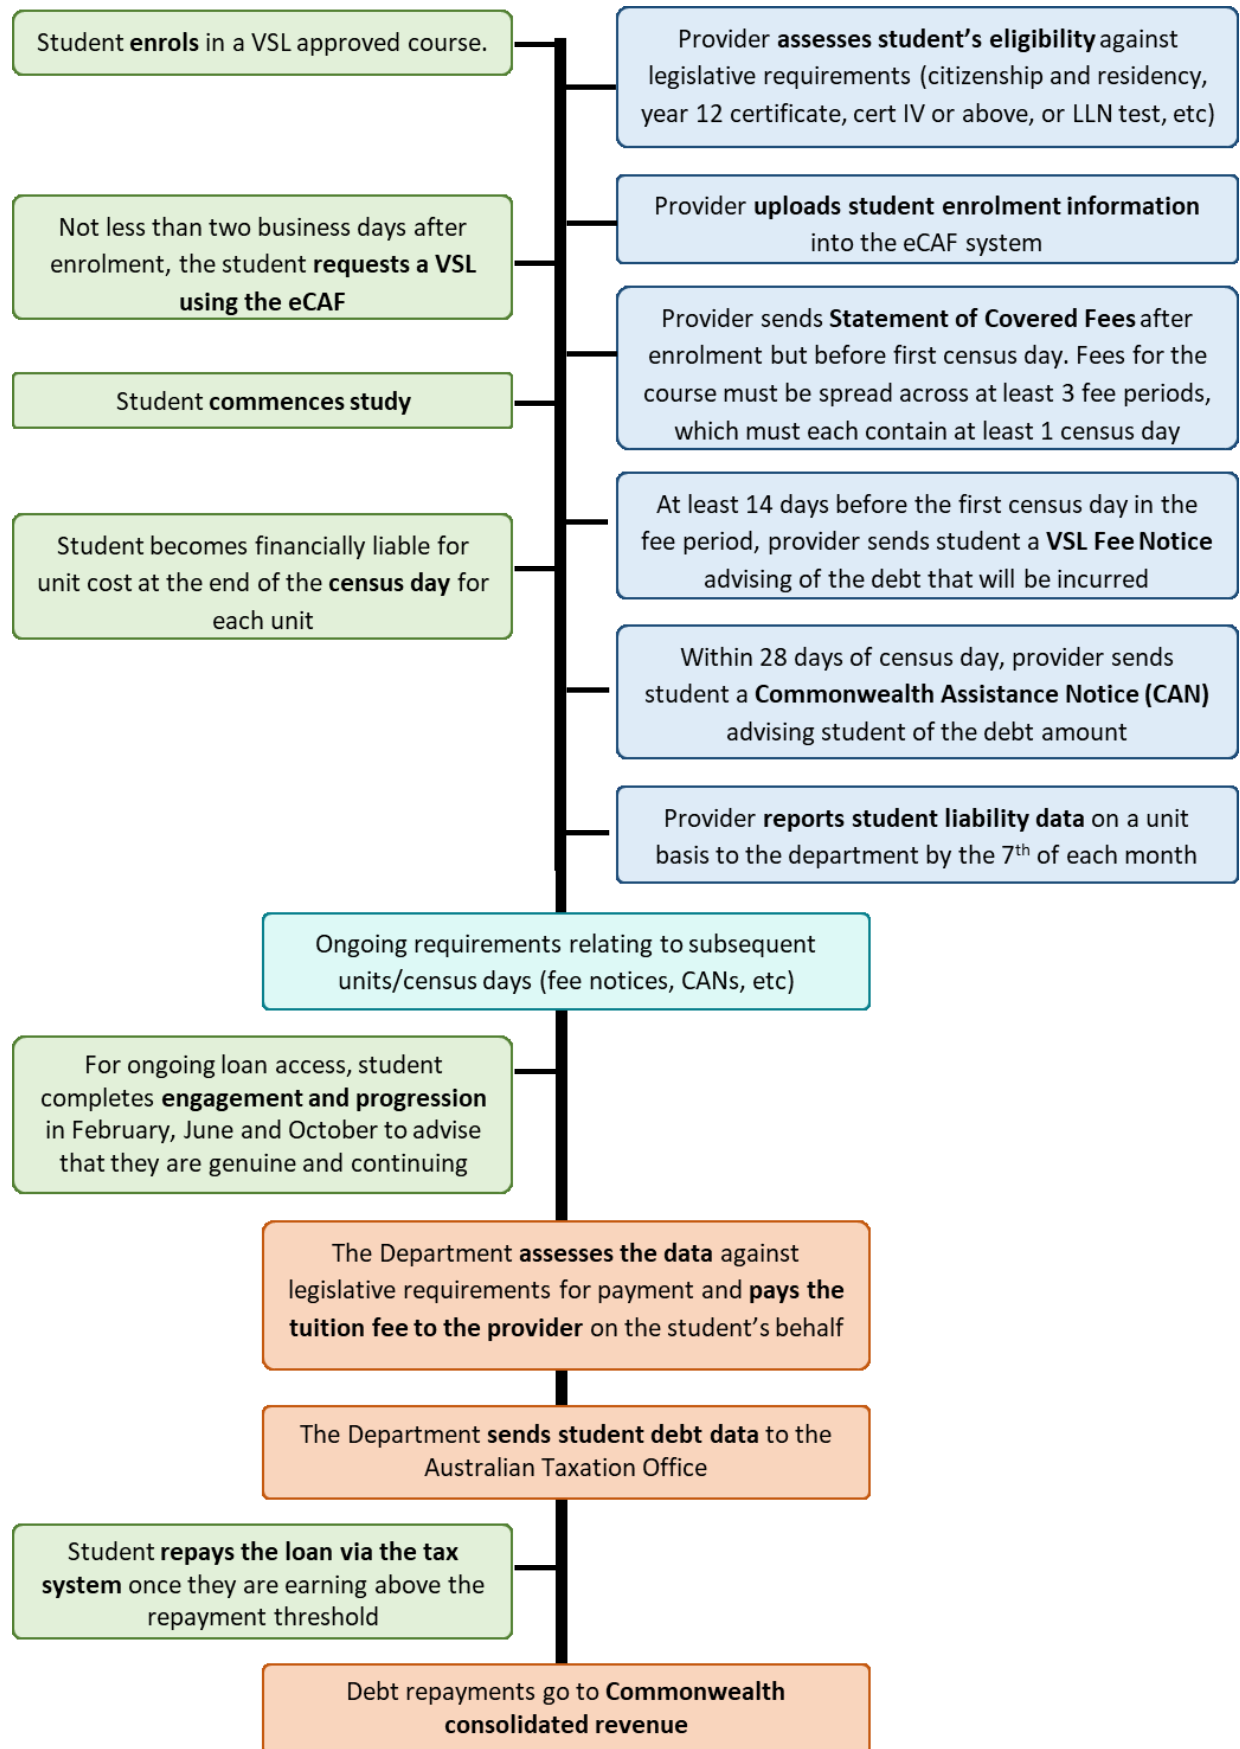 Student enrols in a VSL approved course.
Provider assesses student's eligibility against
legislative requirements (citizenship and residency,
year 12 certificate, cert IV or above, or LLN test, etc)
Provider uploads student enrolment information
into the eCAF system
Not less than two business days after
enrolment, the student requests a VSL
using the eCAF
Provider sends Statement of Covered Fees after
enrolment but before first census day. Fees for the
course must be spread across at least 3 fee periods,
which must each contain at least 1 census day
Student commences study
At least 14 days before the first census day in the
fee period, provider sends student a VSL Fee Notice
advising of the debt that will be incurred
Student becomes financially liable for
unit cost at the end of the census day for
each unit
Within 28 days of census day, provider sends
student a Commonwealth Assistance Notice (CAN)
advising student of the debt amount
Provider reports student liability data on a unit
basis to the department by the 7th of each month
Ongoing requirements relating to subsequent
units/census days (fee notices, CANs, etc)
For ongoing loan access, student
completes engagement and progression
in February, June and October to advise
that they are genuine and continuing
The Department assesses the data against
legislative requirements for payment and pays the
tuition fee to the provider on the student's behalf
The Department sends student debt data to the
Australian Taxation Office
Student repays the loan via the tax
system once they are earning above the
repayment threshold
Debt repayments go to Commonwealth
consolidated revenue